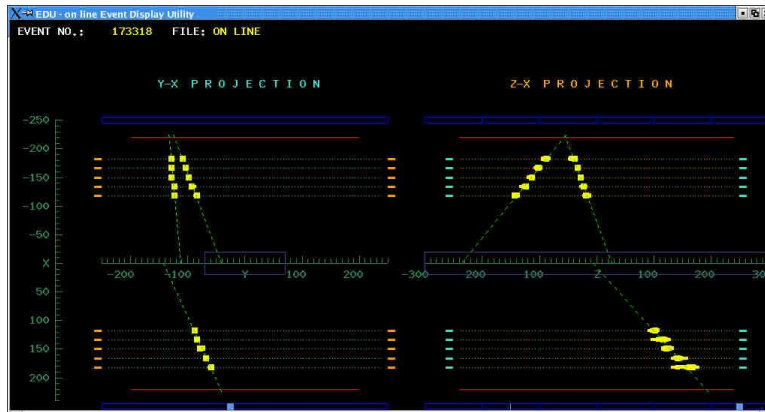 EDU - on line Event Display Utility
EVENT NO.: 173318 FILE: ON LINE
Y-X PROJECTION
Z-X PROJECTION
-250
-200
-150
-100
-50
X
50
100
150
200
-200 -100 Y 100 200
-300 200 100 Z 100 200 30